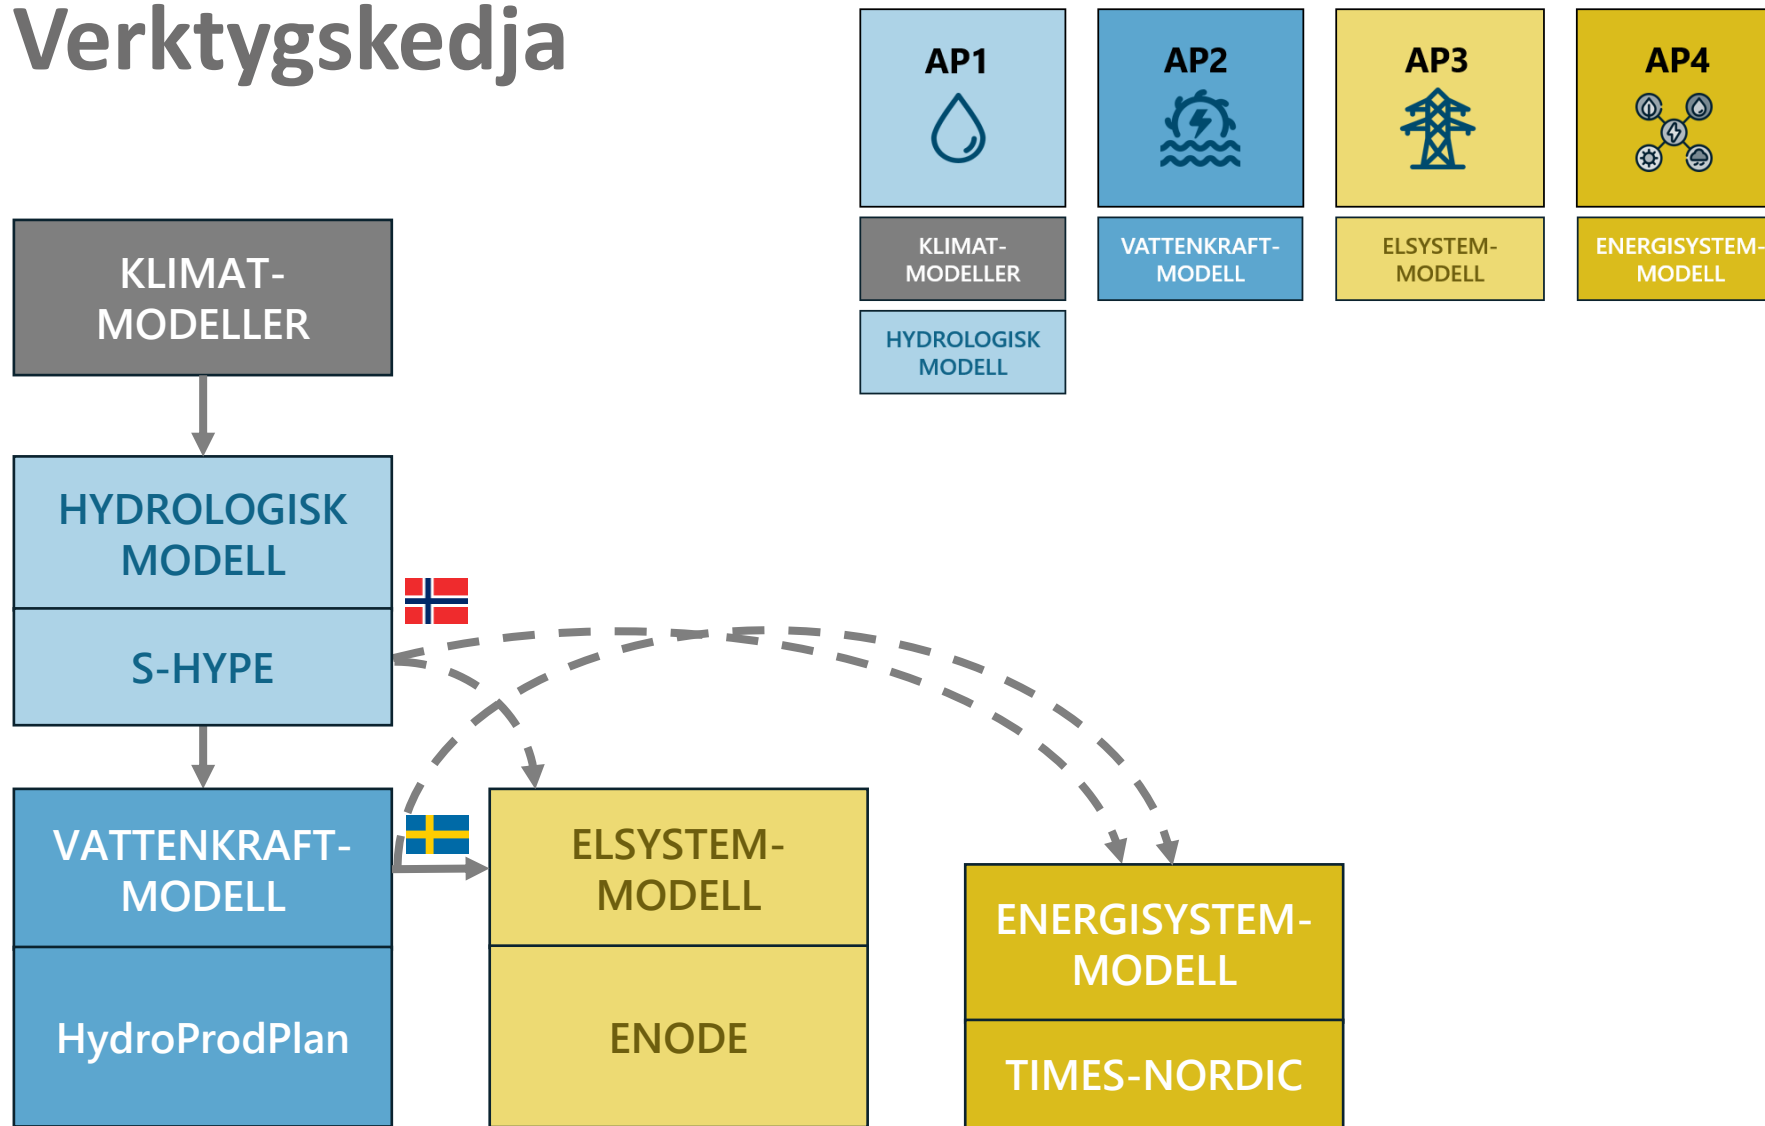 Verktygskedja
AP1
AP2
AP3
AP4
KLIMAT-
MODELLER
VATTENKRAFT-
MODELL
ELSYSTEM-
MODELL
ENERGISYSTEM-
MODELL
HYDROLOGISK
MODELL
KLIMAT-
MODELLER
HYDROLOGISK
MODELL
S-HYPE
VATTENKRAFT-
MODELL
HydroProdPlan
ELSYSTEM-
MODELL
ENODE
ENERGISYSTEM-
MODELL
TIMES-NORDIC